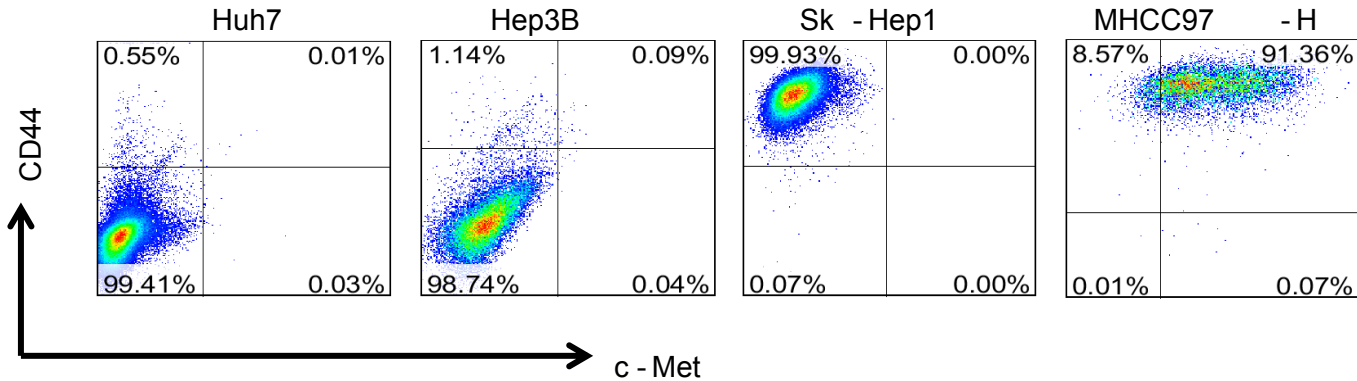 Huh7 Hep3B Sk - Hep1 MHCC97 - H
0.55% 0.01% 1.14% 0.09% 99.93% 0.00% 8.57% 91.36%
CD44
99.41% 0.03% 98.74% 0.04% 0.07% 0.00% 0.01% 0.07%
c - Met